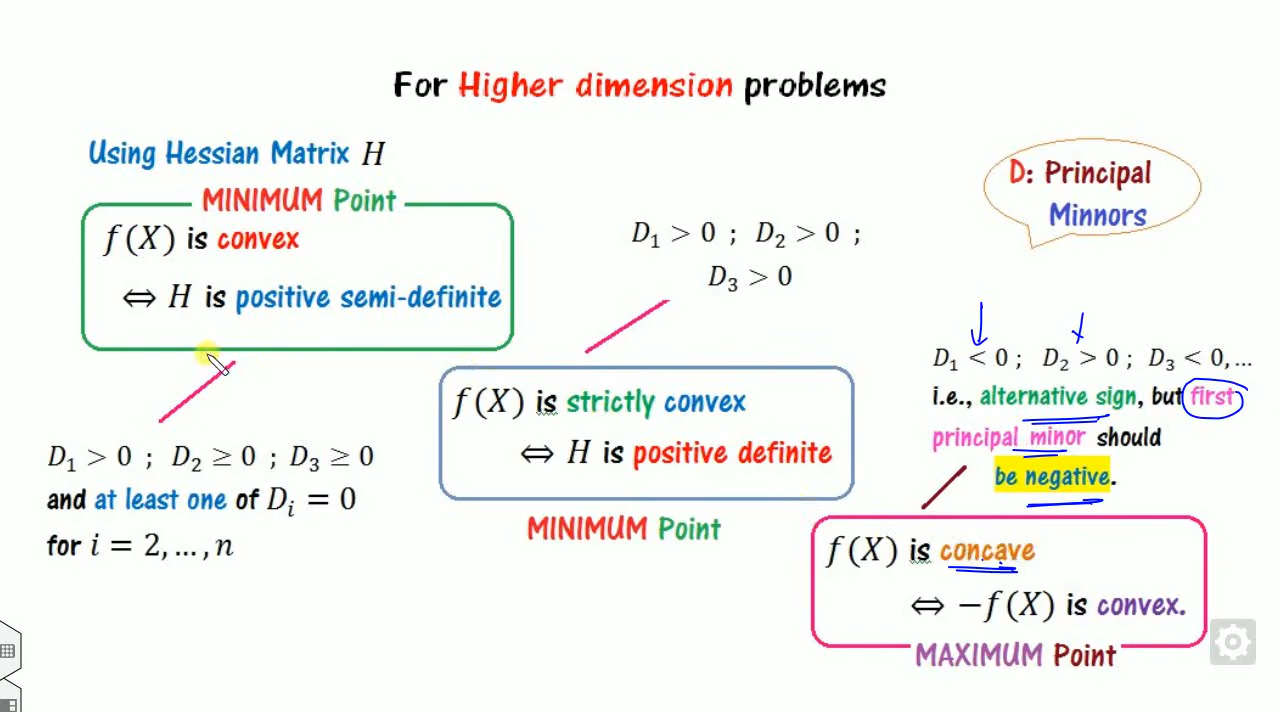 For Higher dimension problems
Using Hessian Matrix H
MINIMUM Point
f(X) is convex
⇔ H is positive semi-definite
D₁ > 0 ; D₂ ≥ 0 ; D₃ ≥ 0
and at least one of Dᵢ = 0
for i = 2, … , n
D₁ > 0 ; D₂ > 0 ;
D₃ > 0
f(X) is strictly convex
⇔ H is positive definite
MINIMUM Point
D: Principal
Minnors
D₁ < 0 ; D₂ > 0 ; D₃ < 0, …
i.e., alternative sign, but first
principal minor should
be negative.
f(X) is concave
⇔ −f(X) is convex.
MAXIMUM Point